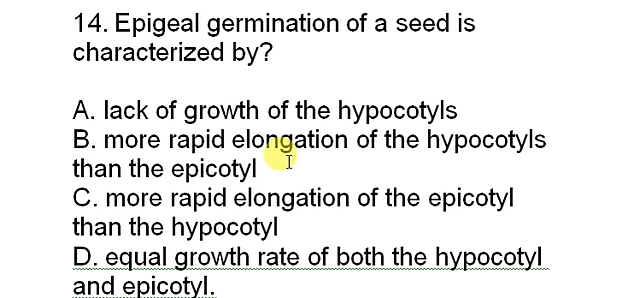 14. Epigeal germination of a seed is
characterized by?
A. lack of growth of the hypocotyls
B. more rapid elongation of the hypocotyls
than the epicotyl
C. more rapid elongation of the epicotyl
than the hypocotyl
D. equal growth rate of both the hypocotyl
and epicotyl.